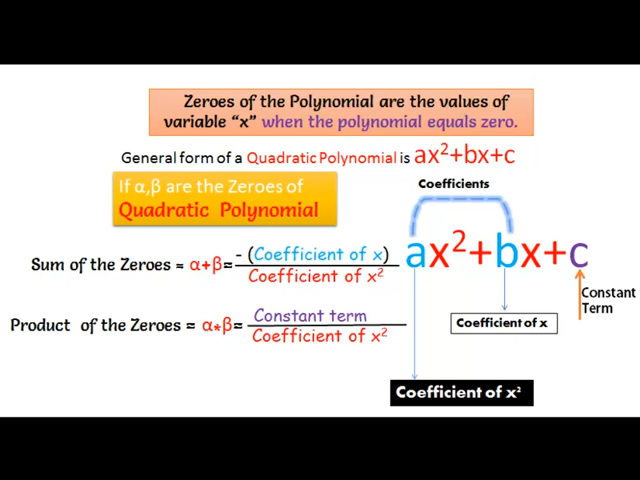 Zeroes of the Polynomial are the values of
variable “x” when the polynomial equals zero.
General form of a Quadratic Polynomial is ax²+bx+c
If α,β are the Zeroes of
Quadratic Polynomial
Coefficients
ax²+bx+c
Sum of the Zeroes = α+β= - (Coefficient of x)
Coefficient of x²
Constant
Term
Product of the Zeroes = α*β= Constant term
Coefficient of x²
Coefficient of x
Coefficient of x²